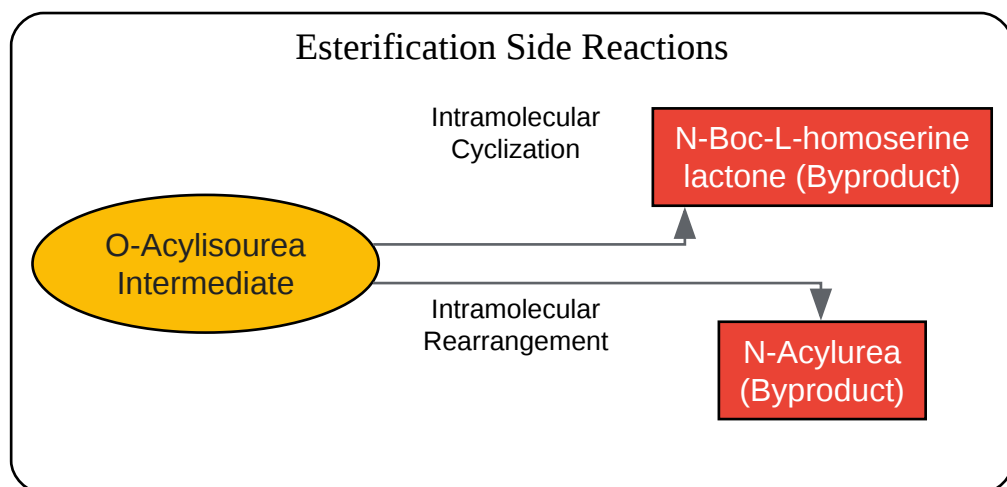 Esterification Side Reactions
Intramolecular
Cyclization
N-Boc-L-homoserine
lactone (Byproduct)
O-Acylisourea
Intermediate
Intramolecular
Rearrangement
N-Acylurea
(Byproduct)